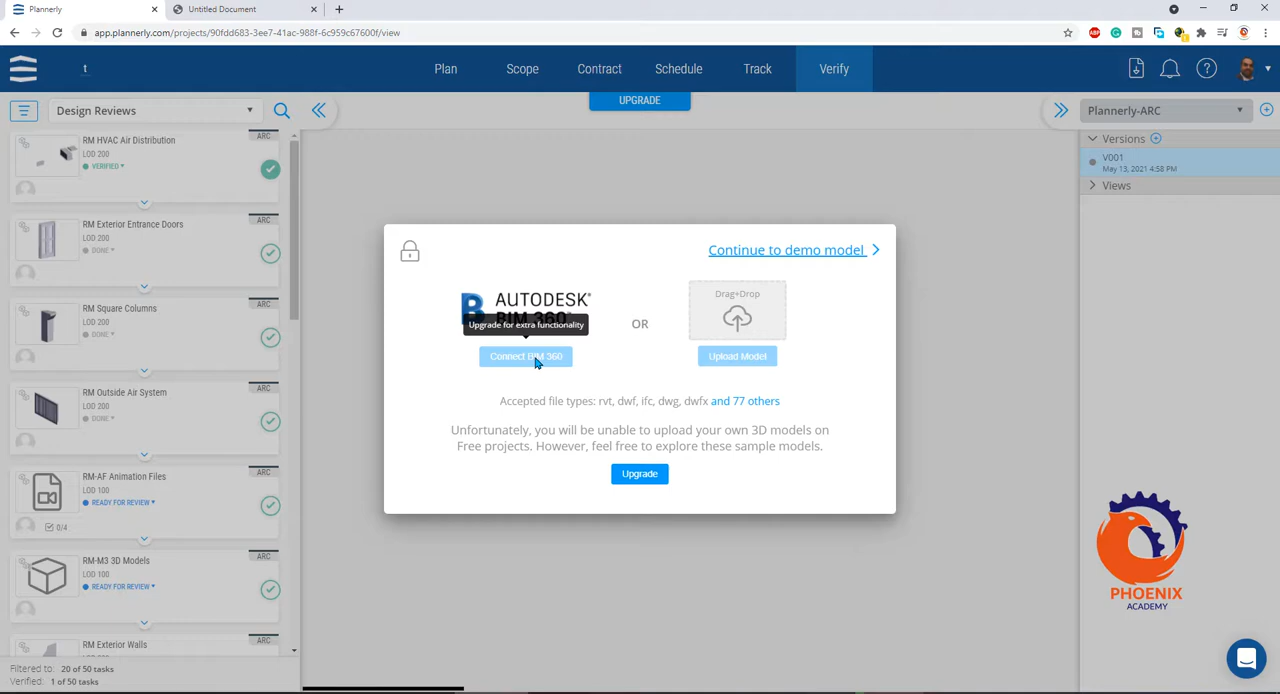 Plannerly
Untitled Document
app.plannerly.com/projects/90fdd683-3ee7-41ac-988f-6c959c67600f/view
ABP
t
Plan
Scope
Contract
Schedule
Track
Verify
UPGRADE
Design Reviews
Plannerly-ARC
Versions
V001
May 13, 2021 4:58 PM
Views
ARC
RM HVAC Air Distribution
LOD 200
VERIFIED
ARC
RM Exterior Entrance Doors
LOD 200
DONE
ARC
RM Square Columns
LOD 200
DONE
ARC
RM Outside Air System
LOD 200
DONE
ARC
RM-AF Animation Files
LOD 100
READY FOR REVIEW
0/4
ARC
RM-M3 3D Models
LOD 100
READY FOR REVIEW
ARC
RM Exterior Walls
LOD 200
Filtered to: 20 of 50 tasks
Verified: 1 of 50 tasks
Continue to demo model
AUTODESK®
BIM 360™
Upgrade for extra functionality
Connect BIM 360
OR
Drag+Drop
Upload Model
Accepted file types: rvt, dwf, ifc, dwg, dwfx and 77 others
Unfortunately, you will be unable to upload your own 3D models on
Free projects. However, feel free to explore these sample models.
Upgrade
PHOENIX
ACADEMY